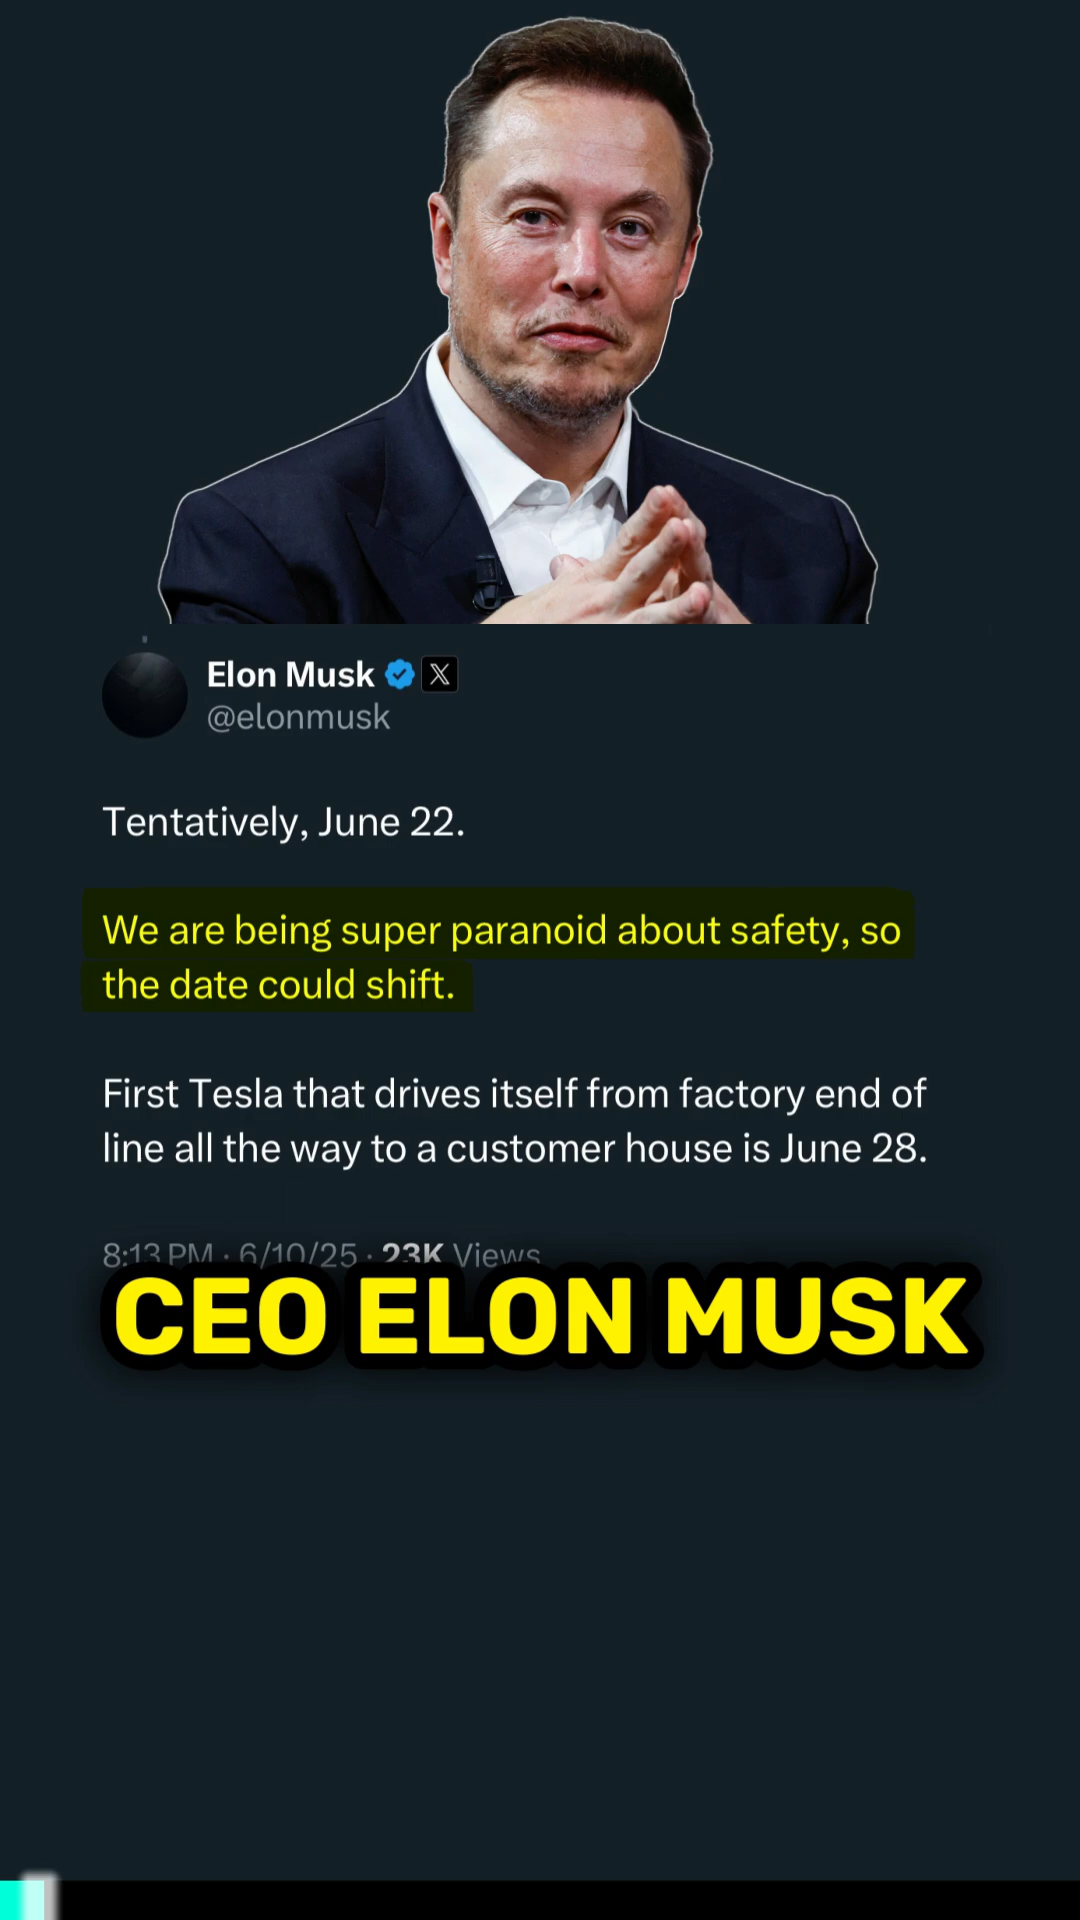 Elon Musk
@elonmusk
Tentatively, June 22.
We are being super paranoid about safety, so
the date could shift.
First Tesla that drives itself from factory end of
line all the way to a customer house is June 28.
8:13 PM · 6/10/25 · 23K Views
CEO ELON MUSK